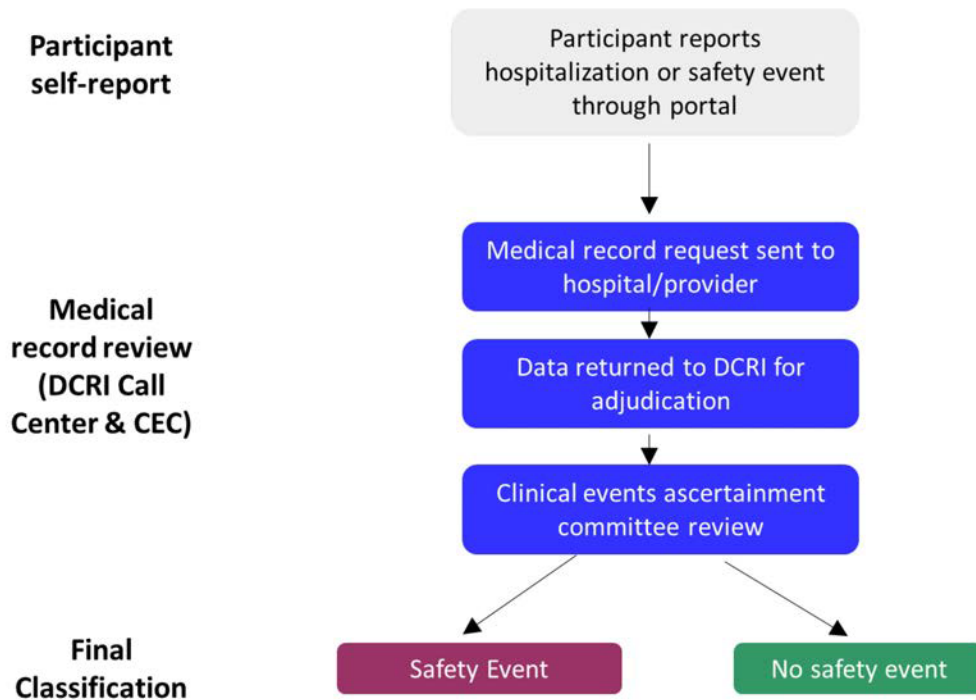 Participant
self-report
Participant reports
hospitalization or safety event
through portal
Medical
record review
(DCRI Call
Center & CEC)
Medical record request sent to
hospital/provider
Data returned to DCRI for
adjudication
Clinical events ascertainment
committee review
Final
Classification
Safety Event
No safety event